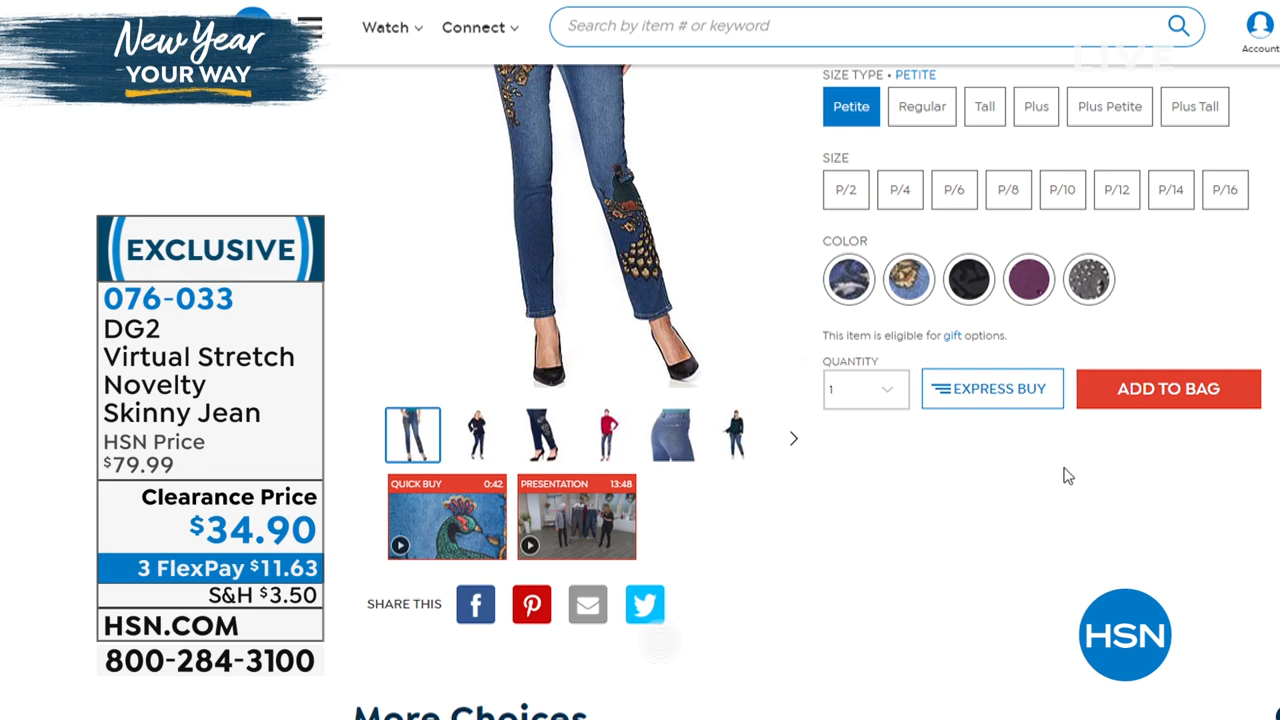 New Year
YOUR WAY
Watch
Connect
Search by item # or keyword
Account
LIVE
SIZE TYPE • PETITE
Petite
Regular
Tall
Plus
Plus Petite
Plus Tall
SIZE
P/2
P/4
P/6
P/8
P/10
P/12
P/14
P/16
COLOR
This item is eligible for gift options.
QUANTITY
1
EXPRESS BUY
ADD TO BAG
EXCLUSIVE
076-033
DG2
Virtual Stretch
Novelty
Skinny Jean
HSN Price
$79.99
Clearance Price
$34.90
3 FlexPay $11.63
S&H $3.50
HSN.COM
800-284-3100
QUICK BUY 0:42
PRESENTATION 13:48
SHARE THIS
HSN
More Choices